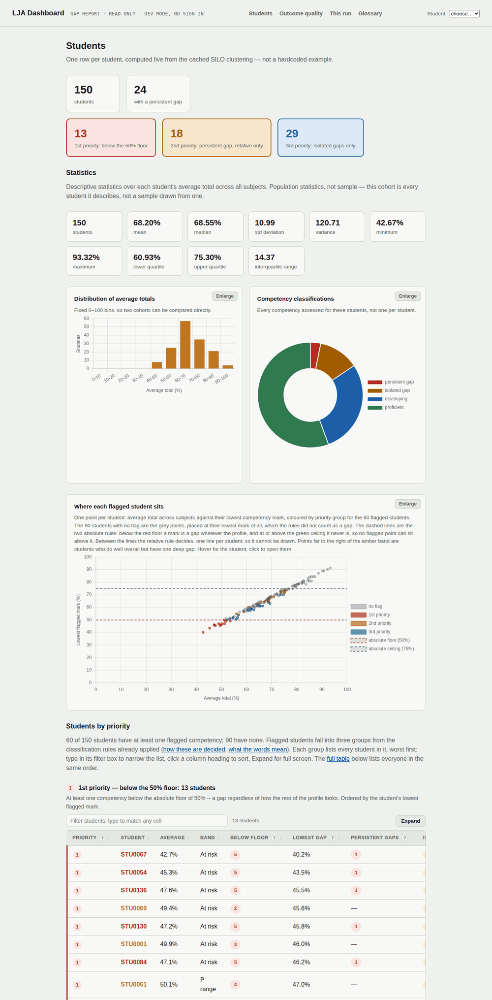 LJA Dashboard GAP REPORT · READ-ONLY · DEV MODE, NO SIGN-IN Students Outcome quality This run Glossary Student choose...
Students
One row per student, computed live from the cached SILO clustering — not a hardcoded example.
150 24
students with a persistent gap
13 18 29
1st priority: below the 50% floor 2nd priority: persistent gap, relative only 3rd priority: isolated gaps only
Statistics
Descriptive statistics over each student's average total across all subjects. Population statistics, not sample — this cohort is every
student it describes, not a sample drawn from one.
150 68.20% 68.55% 10.99 120.71 42.67%
students mean median std deviation variance minimum
93.32% 60.93% 75.30% 14.37
maximum lower quartile upper quartile interquartile range
Distribution of average totals Enlarge
Fixed 0–100 bins, so two cohorts can be compared directly.
60
50
40
30
20
10
0
Students
0-10 10-20 20-30 30-40 40-50 50-60 60-70 70-80 80-90 90-100
Average total (%)
Competency classifications Enlarge
Every competency assessed for these students, not one per student.
persistent gap
isolated gap
developing
proficient
Where each flagged student sits Enlarge
One point per student: average total across subjects against their lowest competency mark, coloured by priority group for the 60 flagged students.
The 90 students with no flag are the grey points, placed at their lowest mark of all, which the rules did not count as a gap. The dashed lines are the
two absolute rules: below the red floor a mark is a gap whatever the profile, and at or above the green ceiling it never is, so no flagged point can sit
above it. Between the lines the relative rule decides, one line per student, so it cannot be drawn. Points far to the right of the amber band are
students who do well overall but have one deep gap. Hover for the student; click to open them.
100
90
80
70
60
50
40
30
20
10
0
Lowest flagged mark (%)
0 10 20 30 40 50 60 70 80 90 100
Average total (%)
no flag
1st priority
2nd priority
3rd priority
absolute floor (50%)
absolute ceiling (75%)
Students by priority
60 of 150 students have at least one flagged competency; 90 have none. Flagged students fall into three groups from the
classification rules already applied (how these are decided, what the words mean). Each group lists every student in it, worst first:
type in its filter box to narrow the list, click a column heading to sort, Expand for full screen. The full table below lists everyone in the
same order.
1 1st priority — below the 50% floor: 13 students
At least one competency below the absolute floor of 50% -- a gap regardless of how the rest of the profile looks. Ordered by the student's lowest
flagged mark.
Filter students: type to match any cell 13 students Expand
PRIORITY ? STUDENT AVERAGE BAND BELOW FLOOR ? LOWEST GAP ? PERSISTENT GAPS ?
1 STU0067 42.7% At risk 5 40.2% 1
1 STU0054 45.3% At risk 5 43.5% 1
1 STU0136 47.6% At risk 5 45.5% 1
1 STU0069 49.4% At risk 2 45.6% —
1 STU0130 47.2% At risk 5 45.8% 1
1 STU0001 49.9% At risk 3 46.0% —
1 STU0084 47.1% At risk 5 46.2% 1
1 STU0061 50.1% P range 4 47.0% —